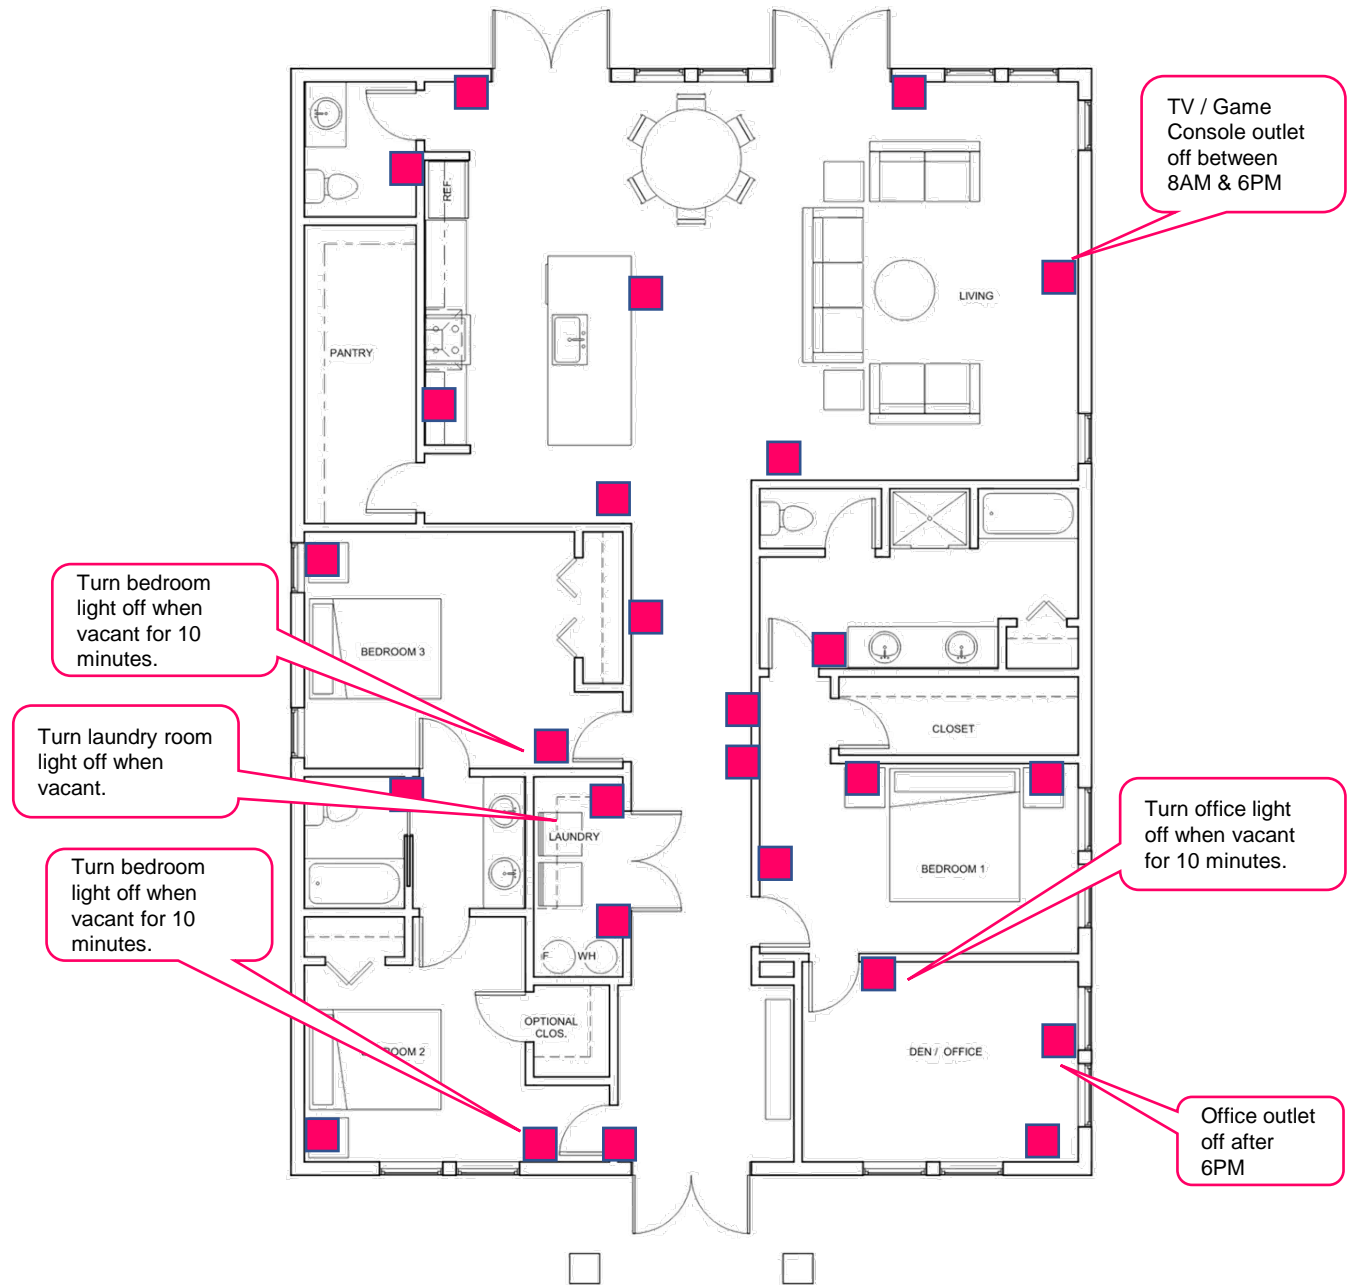 TV / Game
Console outlet
off between
8AM & 6PM
REF.
LIVING
PANTRY
Turn bedroom
light off when
vacant for 10
minutes.
BEDROOM 3
Turn laundry room
light off when
vacant.
CLOSET
LAUNDRY
Turn office light
off when vacant
for 10 minutes.
BEDROOM 1
Turn bedroom
light off when
vacant for 10
minutes.
F WH
OPTIONAL
CLOS.
ROOM 2
DEN / OFFICE
Office outlet
off after
6PM